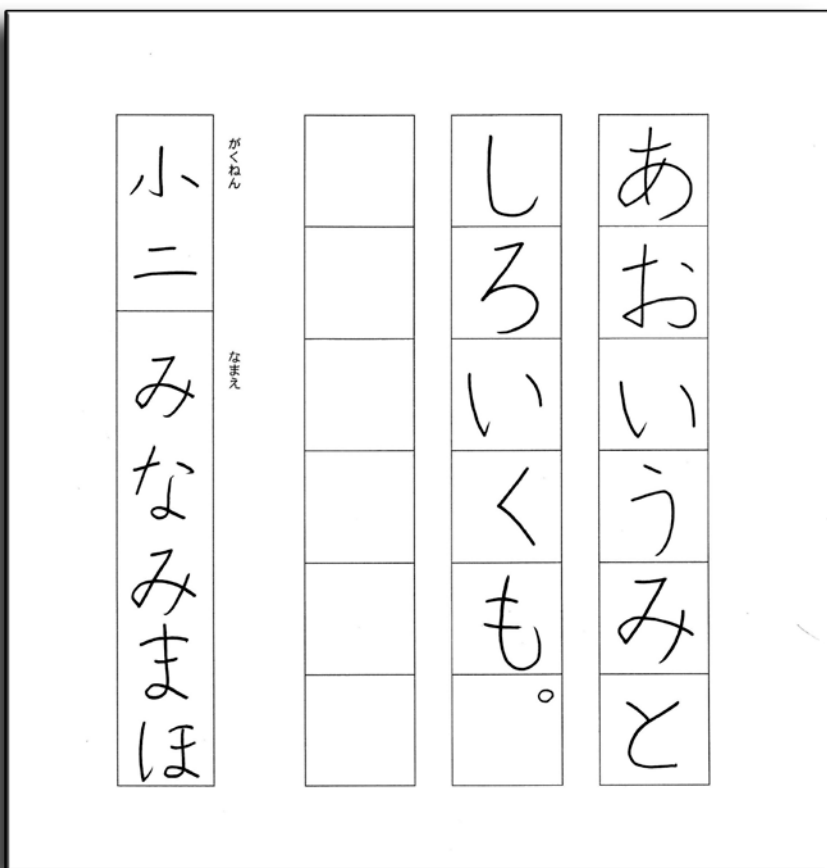 あおいうみと
しろいくも。
がくねん
小二
なまえ
みなみまほ